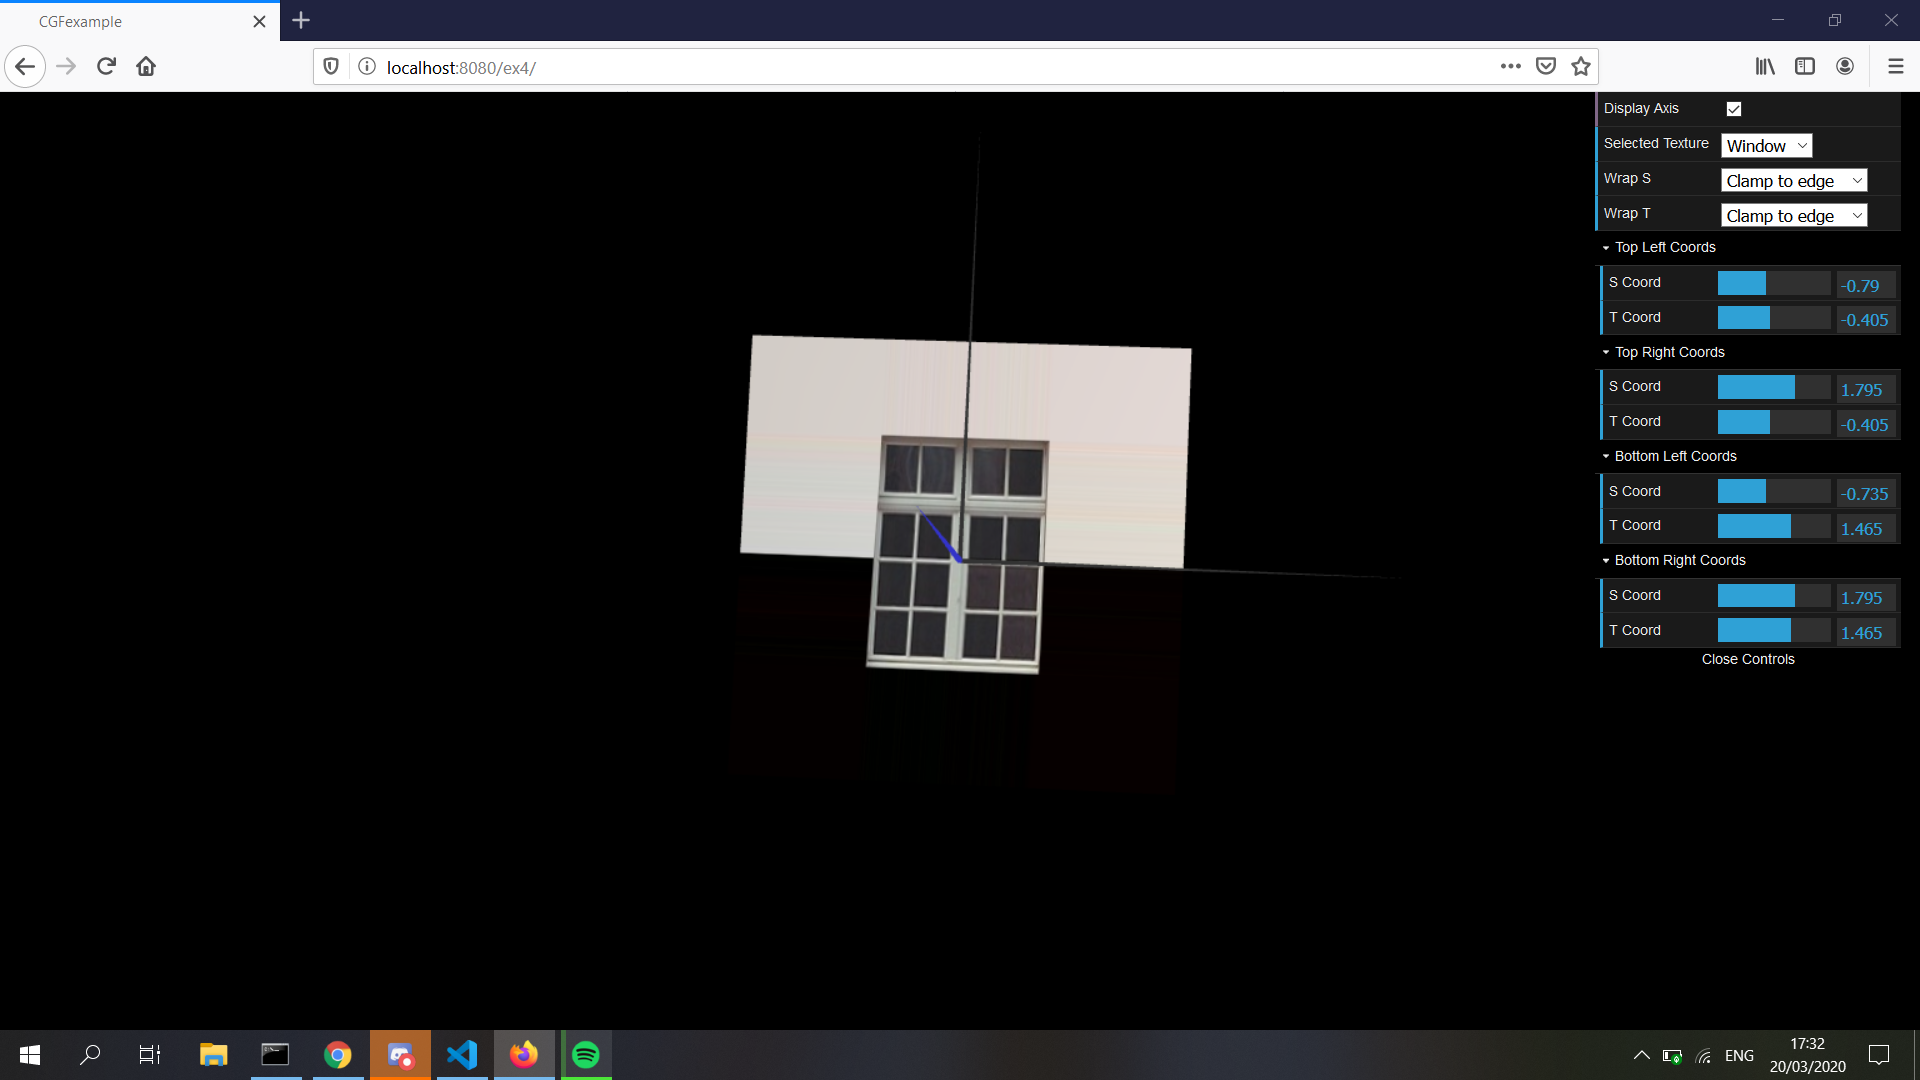 CGFexample
localhost:8080/ex4/
Display Axis
Selected Texture Window
Wrap S Clamp to edge
Wrap T Clamp to edge
Top Left Coords
S Coord -0.79
T Coord -0.405
Top Right Coords
S Coord 1.795
T Coord -0.405
Bottom Left Coords
S Coord -0.735
T Coord 1.465
Bottom Right Coords
S Coord 1.795
T Coord 1.465
Close Controls
ENG
17:32
20/03/2020